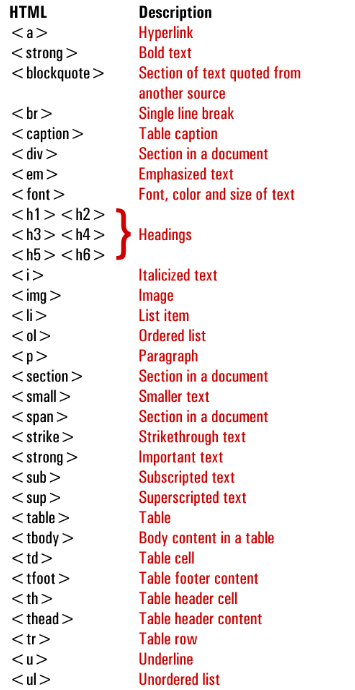 HTML Description
<a> Hyperlink
<strong> Bold text
<blockquote> Section of text quoted from
another source
<br> Single line break
<caption> Table caption
<div> Section in a document
<em> Emphasized text
<font> Font, color and size of text
<h1> <h2>
<h3> <h4> } Headings
<h5> <h6>
<i> Italicized text
<img> Image
<li> List item
<ol> Ordered list
<p> Paragraph
<section> Section in a document
<small> Smaller text
<span> Section in a document
<strike> Strikethrough text
<strong> Important text
<sub> Subscripted text
<sup> Superscripted text
<table> Table
<tbody> Body content in a table
<td> Table cell
<tfoot> Table footer content
<th> Table header cell
<thead> Table header content
<tr> Table row
<u> Underline
<ul> Unordered list